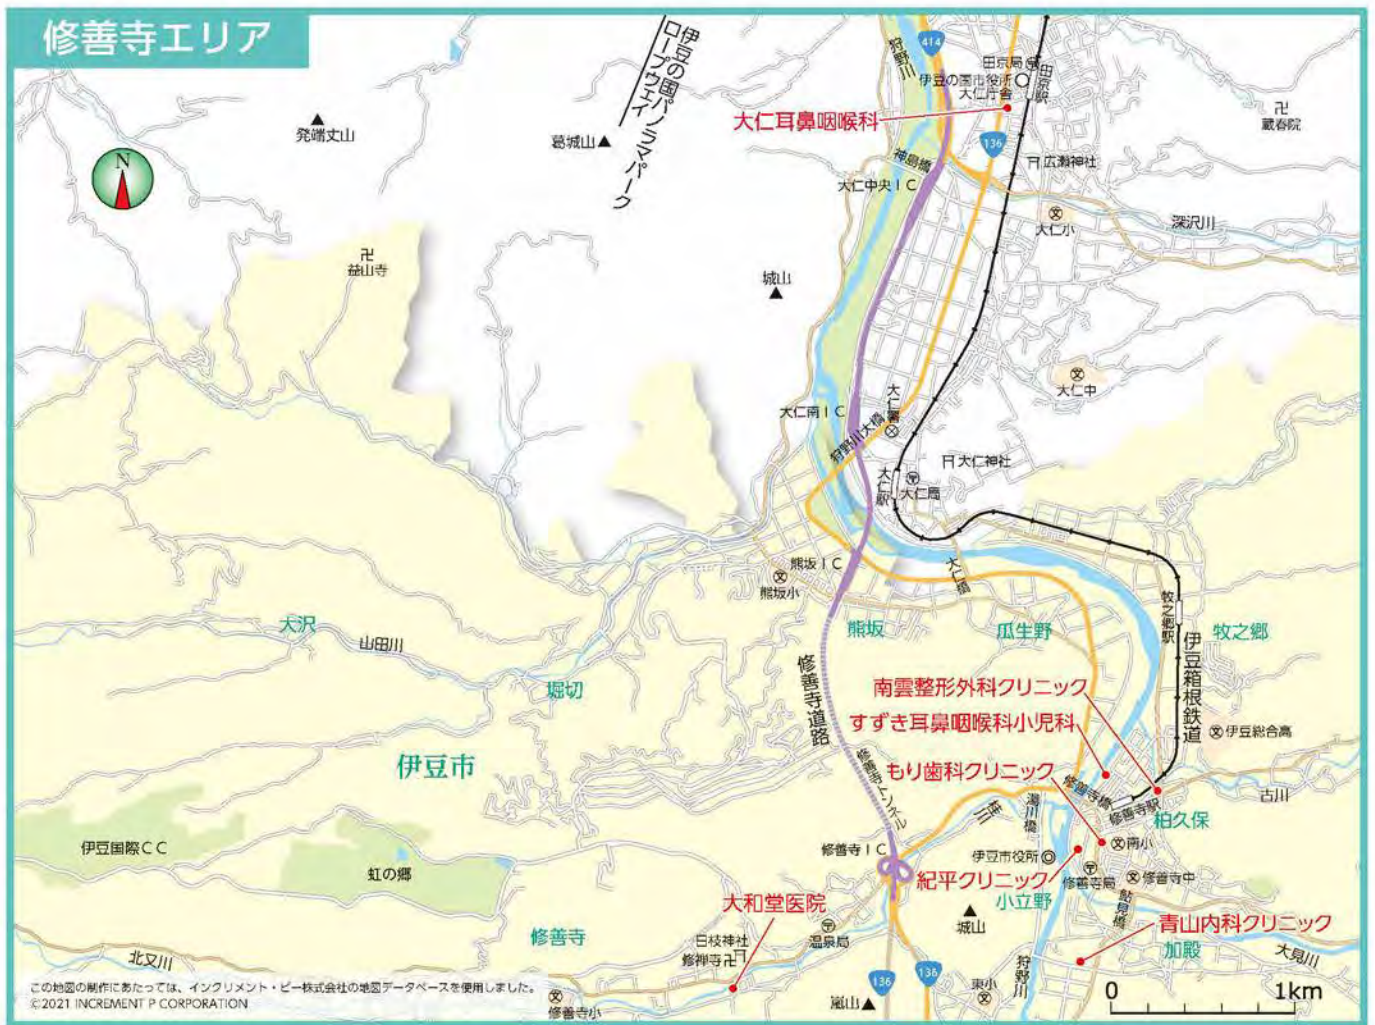 修善寺エリア
伊豆の国パノラマパーク
ロープウェイ
狩野川
414
田京局
田京駅
伊豆の国市役所
大仁庁舎
大仁耳鼻咽喉科
蔵春院
発端丈山
葛城山
N
136
神島橋
広瀬神社
大仁中央IC
大仁小
深沢川
益山寺
城山
大仁中
大仁南IC
大仁署
狩野川大橋
大仁神社
大仁駅
大仁局
熊坂IC
熊坂小
大仁橋
牧之郷駅
大沢
山田川
熊坂
瓜生野
牧之郷
伊豆箱根鉄道
修善寺道路
堀切
南雲整形外科クリニック
すずき耳鼻咽喉科小児科
伊豆総合高
伊豆市
もり歯科クリニック
修善寺トンネル
修善寺橋
修善寺駅
古川
湯川橋
桂川
柏久保
伊豆国際CC
虹の郷
修善寺IC
伊豆市役所
南小
紀平クリニック
修善寺局
修善寺中
小立野
鮎見橋
大和堂医院
城山
青山内科クリニック
加殿
大見川
修善寺
日枝神社
修禅寺
温泉局
北又川
狩野川
東小
136
136
嵐山
修善寺小
この地図の制作にあたっては、インクリメント・ピー株式会社の地図データベースを使用しました。
©2021 INCREMENT P CORPORATION
0 1km